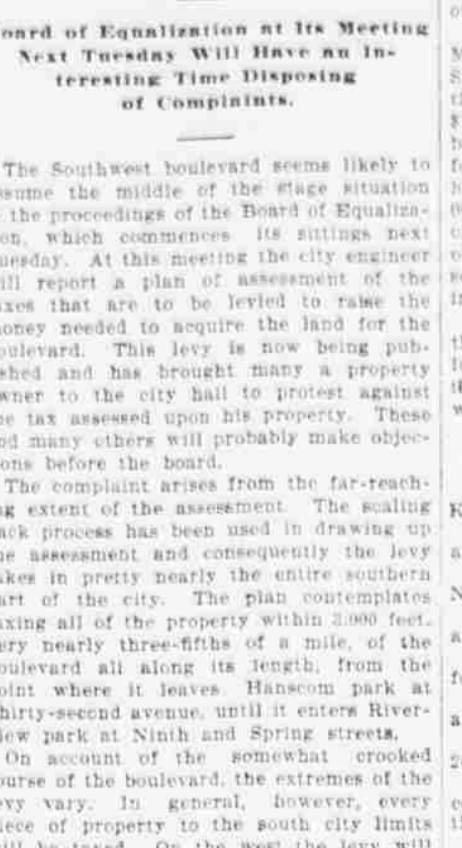 oard of Equalization at Its Meeting
Next Tuesday Will Have an In-
teresting Time Disposing
of Complaints.
The Southwest boulevard seems likely to
ssume the middle of the stage situation
the proceedings of the Board of Equaliza-
on, which commences its sittings next
uesday. At this meeting the city engineer
ill report a plan of assessment of the
axes that are to be levied to raise the
oney needed to acquire the land for the
oulevard. This levy is now being pub-
shed and has brought many a property
wner to the city hall to protest against
he tax assessed upon his property. These
nd many others will probably make objec-
ons before the board.
The complaint arises from the far-reach-
ng extent of the assessment. The scaling
ack process has been used in drawing up
he assessment and consequently the levy
akes in pretty nearly the entire southern
art of the city. The plan contemplates
axing all of the property within 3,000 feet,
ery nearly three-fifths of a mile, of the
oulevard all along its length, from the
oint where it leaves Hanscom park at
hirty-second avenue, until it enters River-
iew park at Ninth and Spring streets.
On account of the somewhat crooked
ourse of the boulevard, the extremes of the
evy vary. In general, however, every
iece of property to the south city limits
ill be taxed. On the west the levy will